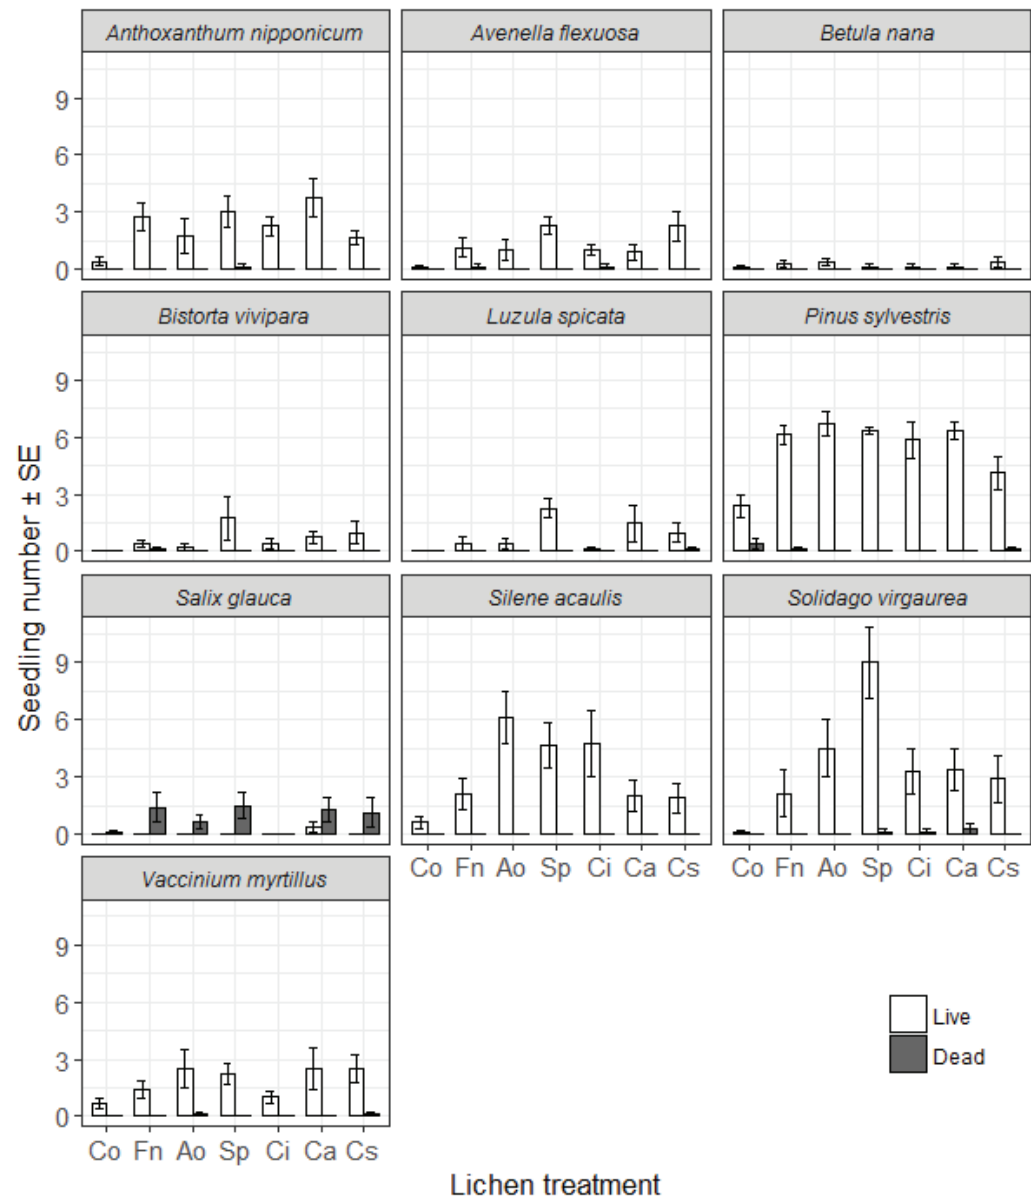 Anthoxanthum nipponicum Avenella flexuosa Betula nana
9
6
3
0
Bistorta vivipara Luzula spicata Pinus sylvestris
9
6
3
0
Salix glauca Silene acaulis Solidago virgaurea
9
6
3
0
Co Fn Ao Sp Ci Ca Cs Co Fn Ao Sp Ci Ca Cs
Vaccinium myrtillus
9
6
3
0
Co Fn Ao Sp Ci Ca Cs
Seedling number ± SE
Lichen treatment
Live
Dead